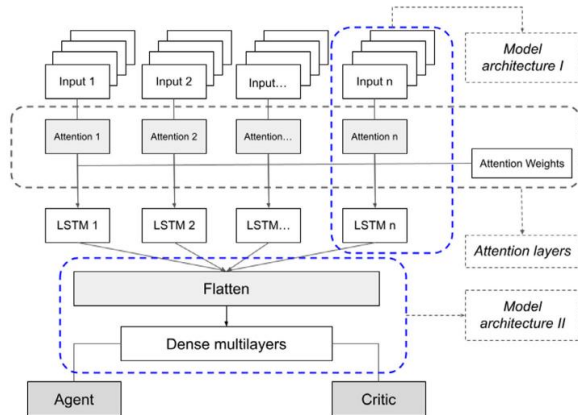 Input 1
Input 2
Input...
Input n
Model
architecture I
Attention 1
Attention 2
Attention...
Attention n
Attention Weights
LSTM 1
LSTM 2
LSTM...
LSTM n
Attention layers
Flatten
Model
architecture II
Dense multilayers
Agent
Critic